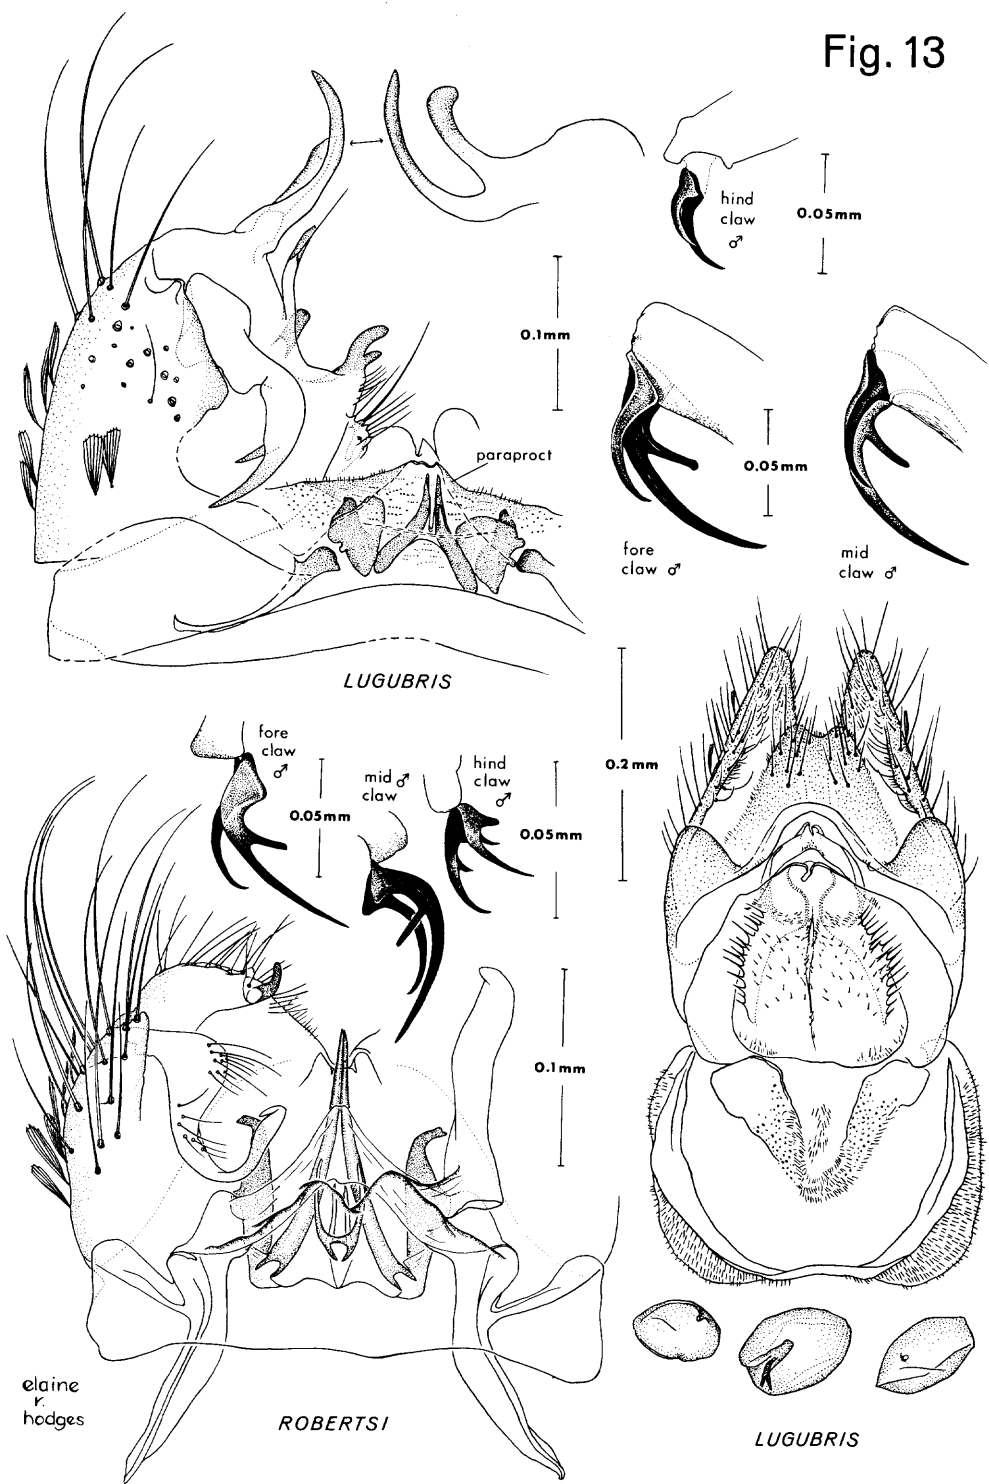 Fig. 13
hind
claw
♂
0.05mm
0.1mm
paraproct
0.05mm
fore
claw ♂
mid
claw ♂
LUGUBRIS
fore
claw
♂
0.05mm
mid ♂
claw
hind
claw
♂
0.05mm
0.2mm
0.1mm
elaine
r.
hodges
ROBERTSI
LUGUBRIS